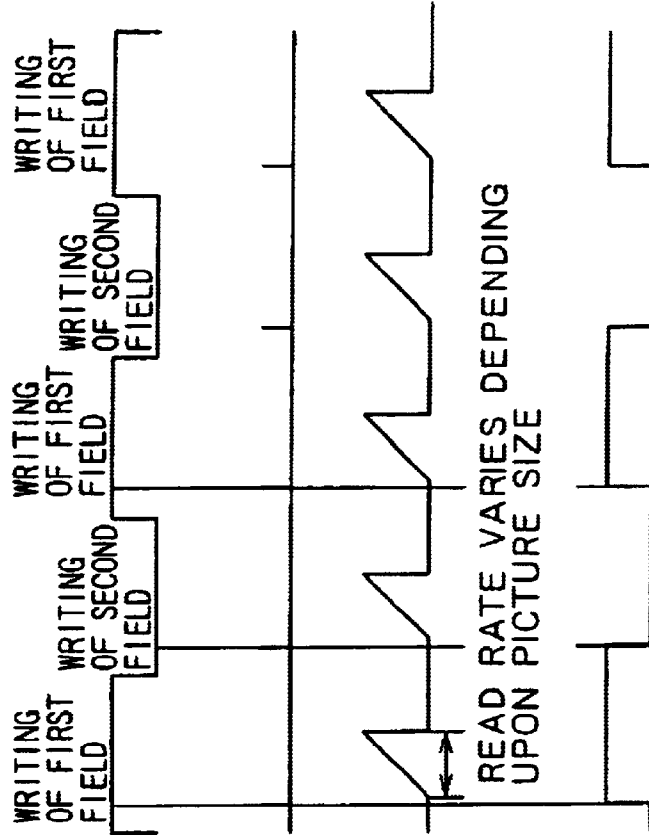 WRITING
OF FIRST
FIELD
WRITING
OF SECOND
FIELD
WRITING
OF FIRST
FIELD
WRITING
OF SECOND
FIELD
WRITING
OF FIRST
FIELD
READ RATE VARIES DEPENDING
UPON PICTURE SIZE